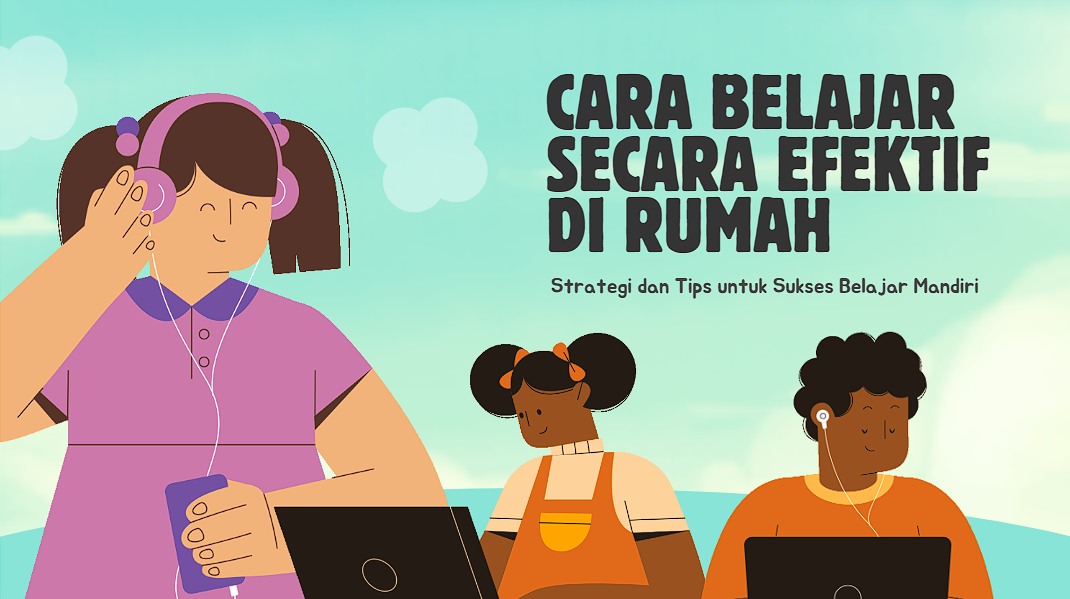 CARA BELAJAR
SECARA EFEKTIF
DI RUMAH
Strategi dan Tips untuk Sukses Belajar Mandiri